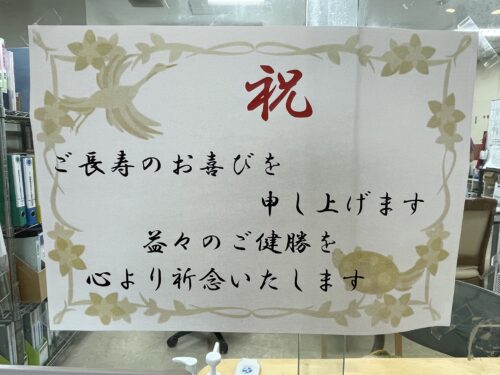 祝
ご長寿のお喜びを
申し上げます
益々のご健勝を
心より祈念いたします